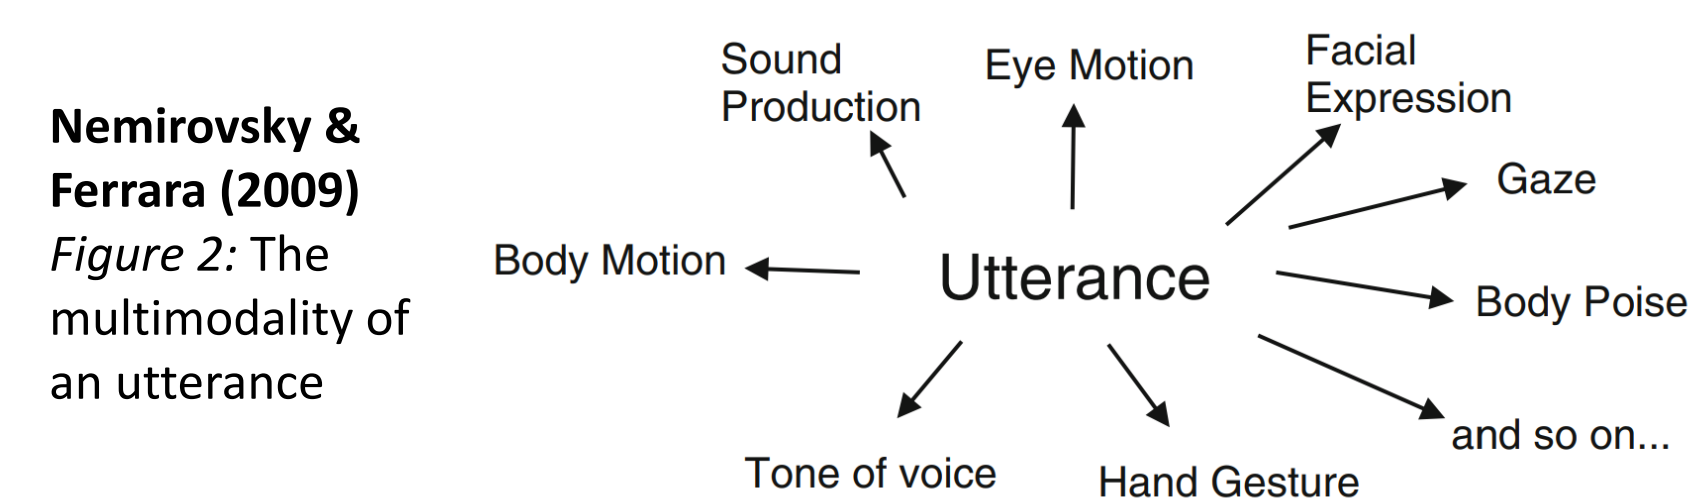 Nemirovsky &
Ferrara (2009)
Figure 2: The
multimodality of
an utterance
Sound
Production
Eye Motion
Facial
Expression
Gaze
Body Motion
Utterance
Body Poise
and so on...
Tone of voice
Hand Gesture